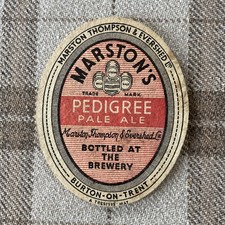 MARSTON THOMPSON & EVERSHED LTD
MARSTON'S
TRADE MARK
PEDIGREE
PALE ALE
Marston, Thompson & Evershed Ltd
BOTTLED AT
THE
BREWERY
BURTON-ON-TRENT